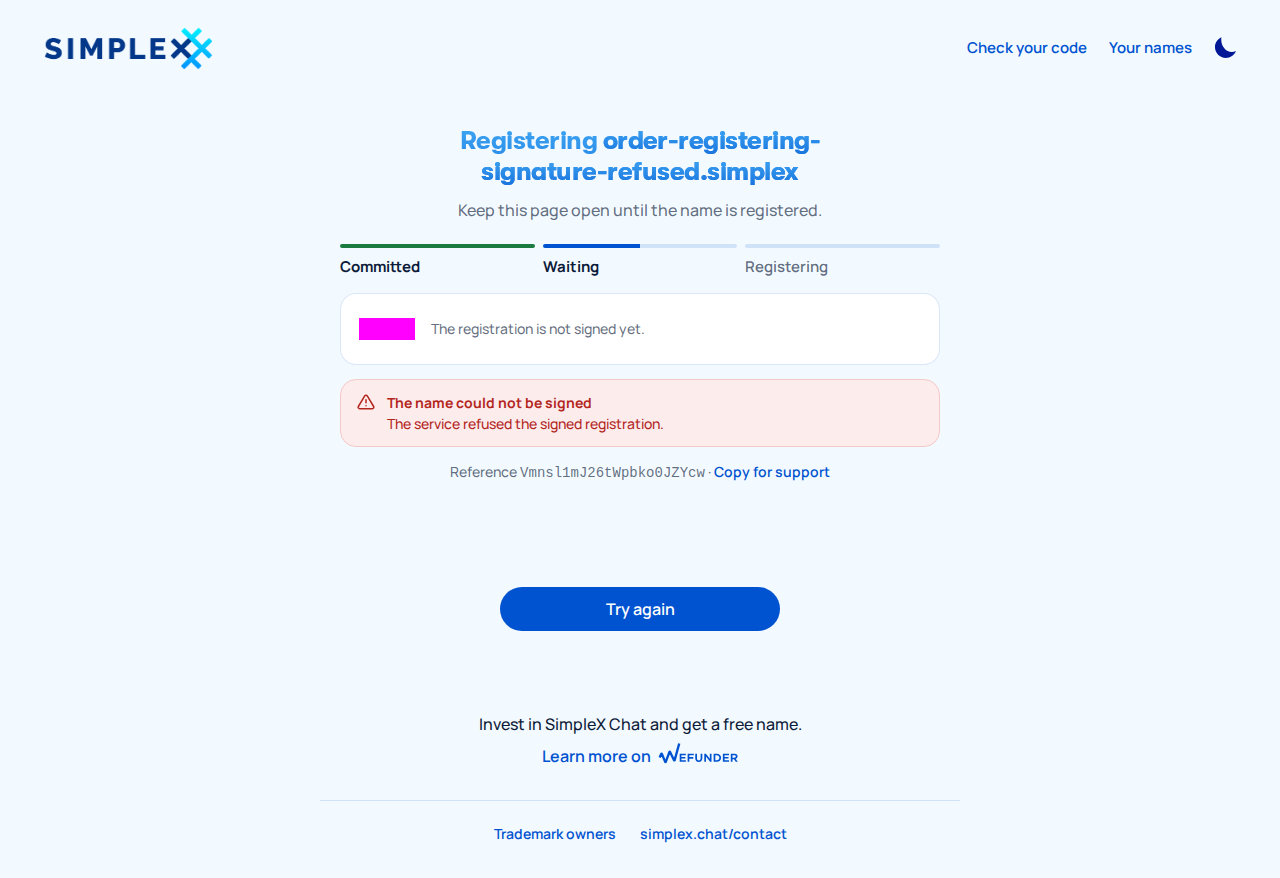 SIMPLEX
Check your code
Your names
Registering order-registering-
signature-refused.simplex
Keep this page open until the name is registered.
Committed
Waiting
Registering
The registration is not signed yet.
The name could not be signed
The service refused the signed registration.
Reference Vmnsl1mJ26tWpbko0JZYcw · Copy for support
Try again
Invest in SimpleX Chat and get a free name.
Learn more on WEFUNDER
Trademark owners
simplex.chat/contact